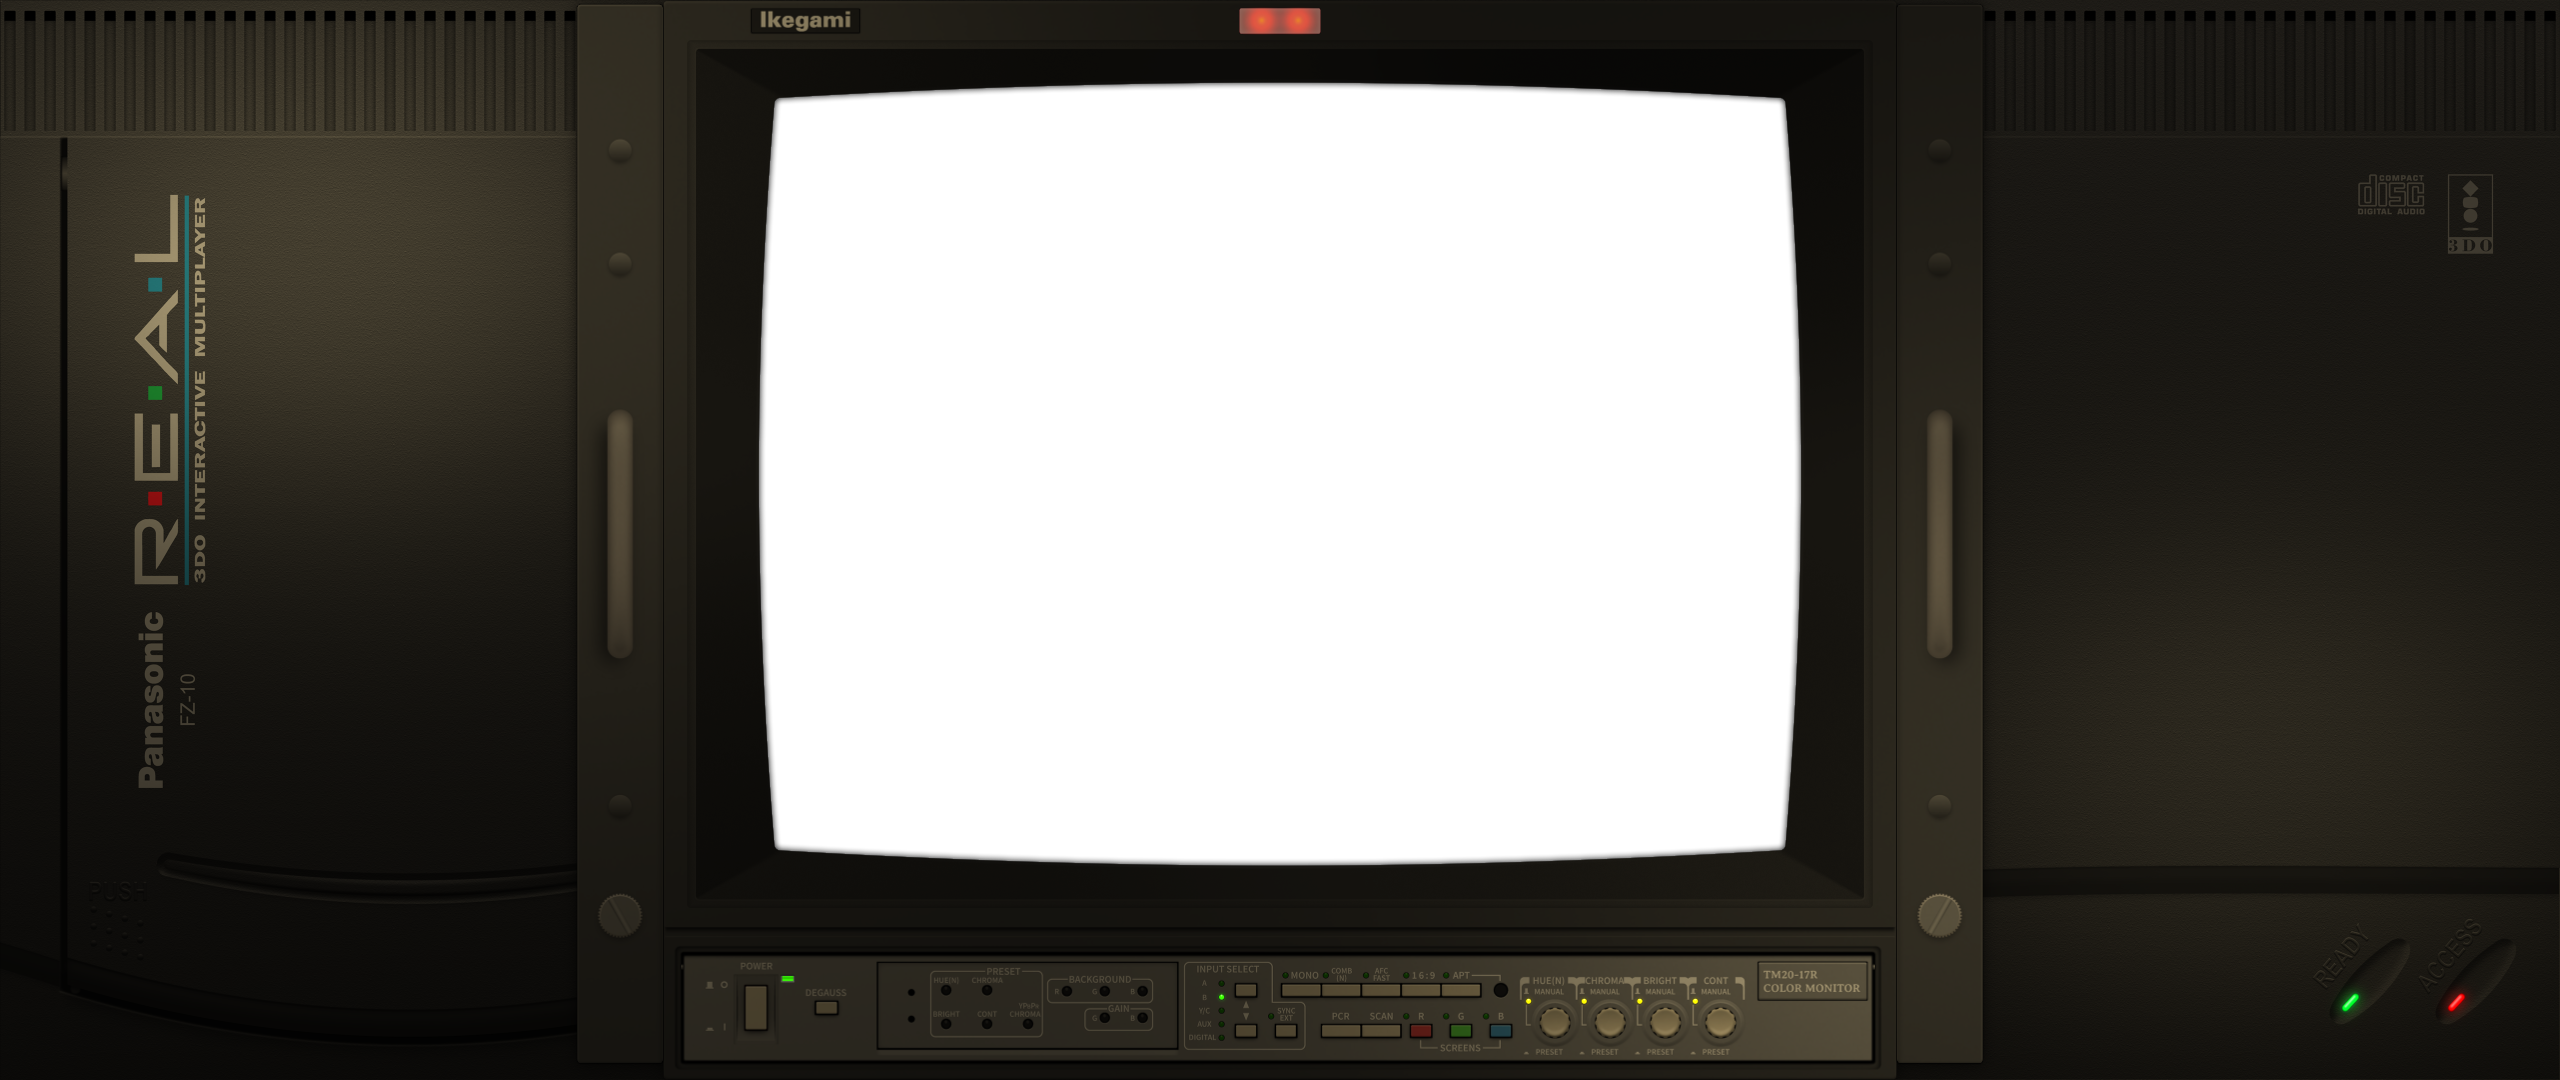 Ikegami
R·E·A·L
3DO INTERACTIVE MULTIPLAYER
Panasonic
FZ-10
PUSH
COMPACT
disc
DIGITAL AUDIO
3DO
READY
ACCESS
POWER
DEGAUSS
PRESET
HUE(N) CHROMA
BRIGHT CONT YPbPr CHROMA
BACKGROUND
R G B
GAIN
G B
INPUT SELECT
A
B
Y/C
AUX
DIGITAL
SYNC
EXT
MONO COMB (N) AFC FAST 16:9 APT
PCR SCAN R G B
SCREENS
HUE(N) CHROMA BRIGHT CONT
MANUAL MANUAL MANUAL MANUAL
PRESET PRESET PRESET PRESET
TM20-17R
COLOR MONITOR